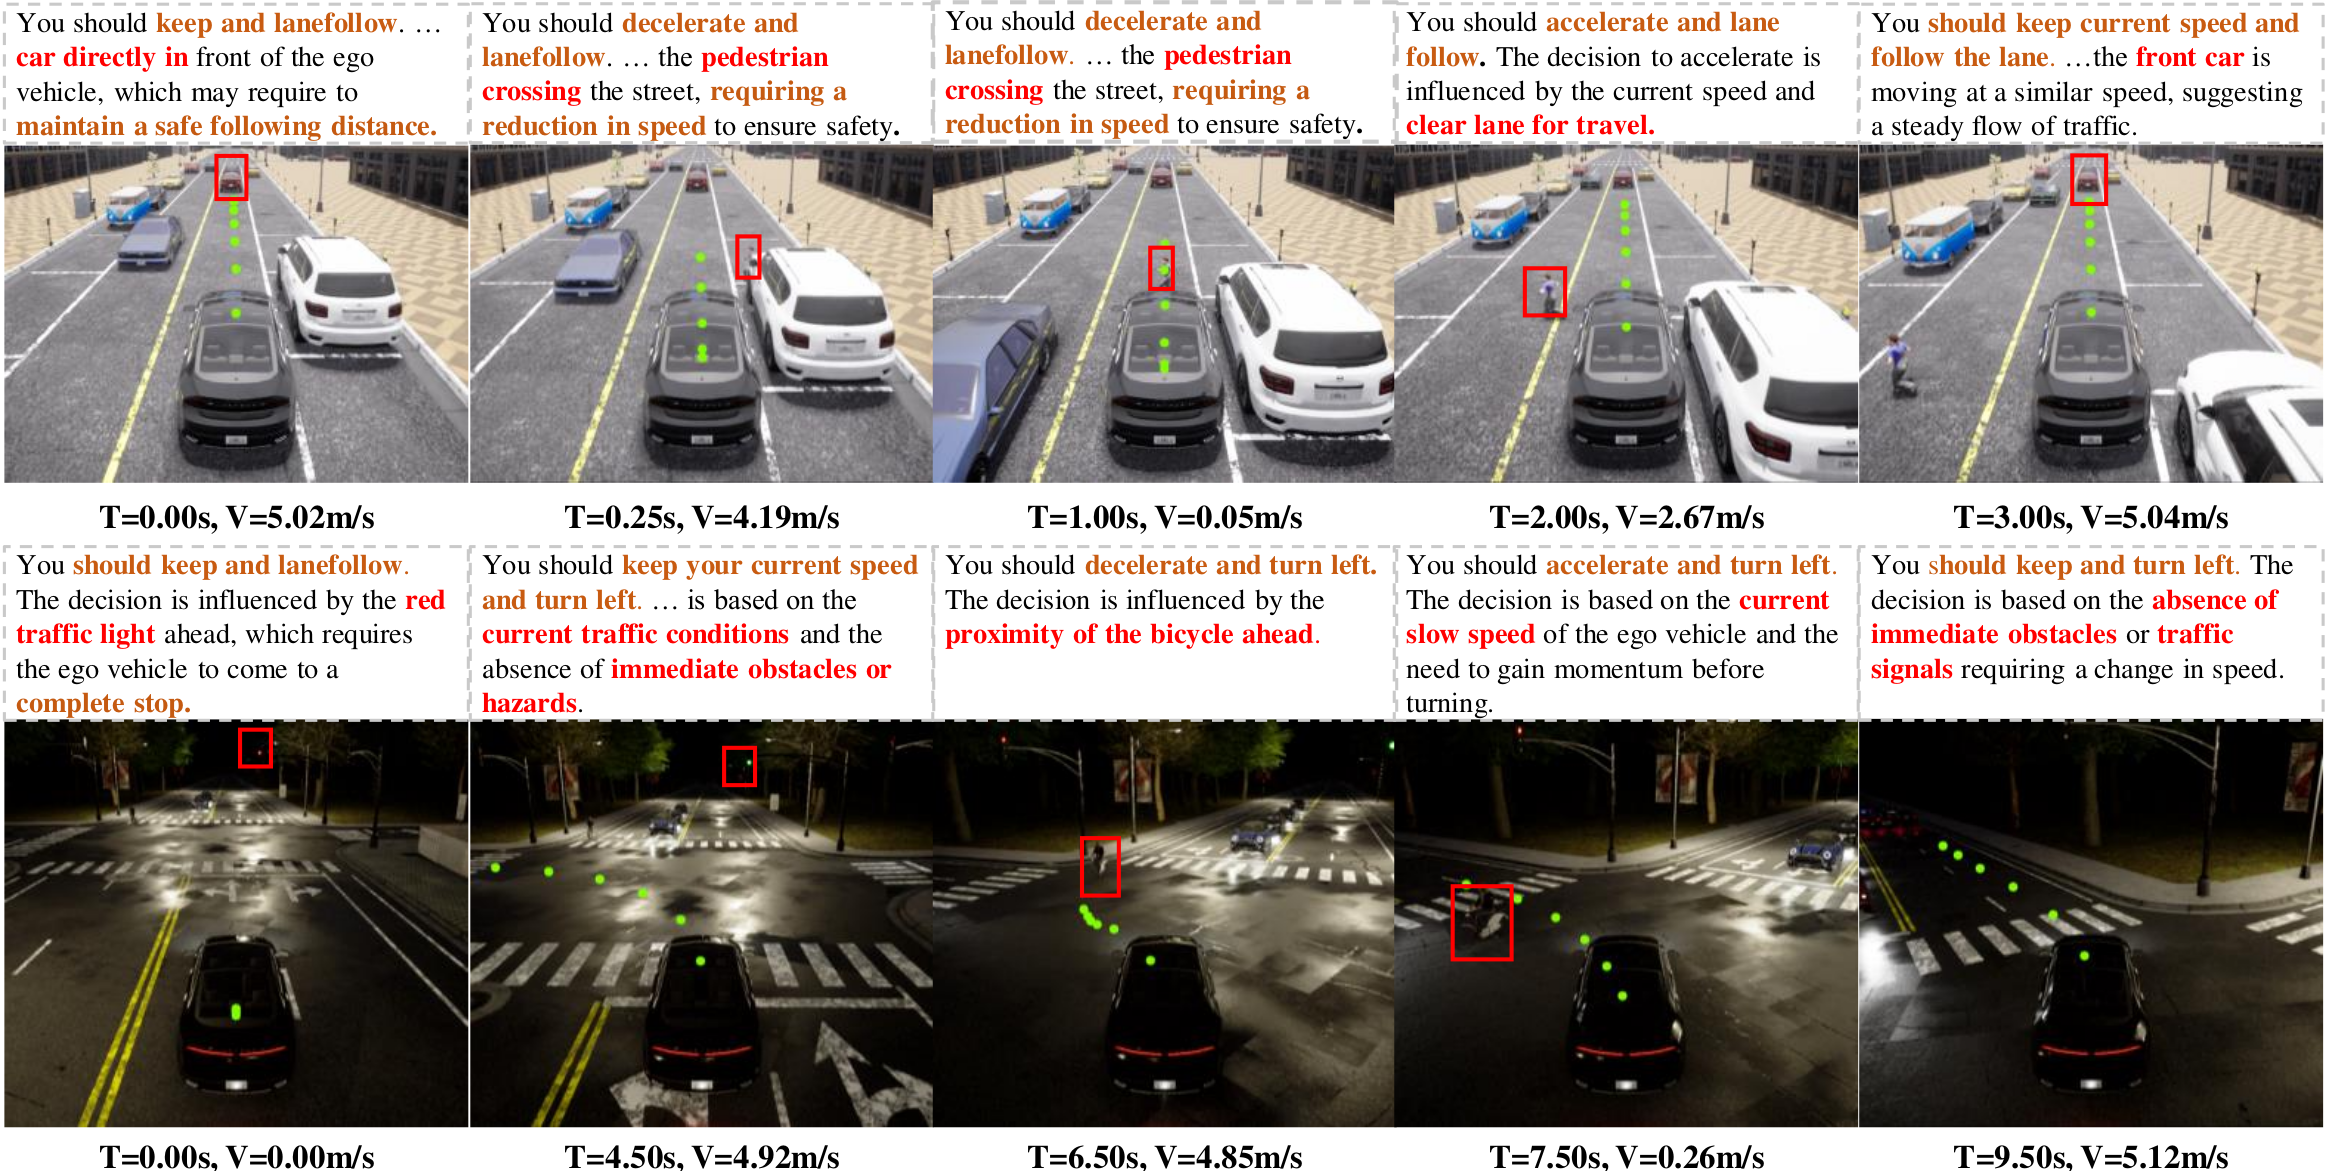 You should keep and lanefollow. …
car directly in front of the ego
vehicle, which may require to
maintain a safe following distance.
You should decelerate and
lanefollow. … the pedestrian
crossing the street, requiring a
reduction in speed to ensure safety.
You should decelerate and
lanefollow. … the pedestrian
crossing the street, requiring a
reduction in speed to ensure safety.
You should accelerate and lane
follow. The decision to accelerate is
influenced by the current speed and
clear lane for travel.
You should keep current speed and
follow the lane. …the front car is
moving at a similar speed, suggesting
a steady flow of traffic.
T=0.00s, V=5.02m/s
T=0.25s, V=4.19m/s
T=1.00s, V=0.05m/s
T=2.00s, V=2.67m/s
T=3.00s, V=5.04m/s
You should keep and lanefollow.
The decision is influenced by the red
traffic light ahead, which requires
the ego vehicle to come to a
complete stop.
You should keep your current speed
and turn left. … is based on the
current traffic conditions and the
absence of immediate obstacles or
hazards.
You should decelerate and turn left.
The decision is influenced by the
proximity of the bicycle ahead.
You should accelerate and turn left.
The decision is based on the current
slow speed of the ego vehicle and the
need to gain momentum before
turning.
You should keep and turn left. The
decision is based on the absence of
immediate obstacles or traffic
signals requiring a change in speed.
T=0.00s, V=0.00m/s
T=4.50s, V=4.92m/s
T=6.50s, V=4.85m/s
T=7.50s, V=0.26m/s
T=9.50s, V=5.12m/s